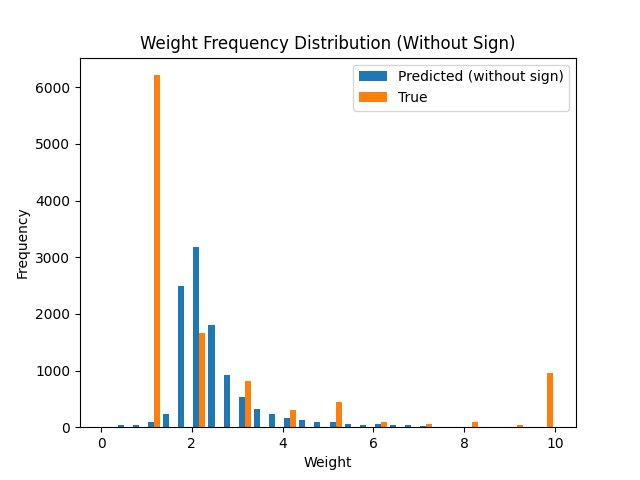 Weight Frequency Distribution (Without Sign)
Predicted (without sign)
True
6000
5000
4000
3000
2000
1000
0
Frequency
0 2 4 6 8 10
Weight